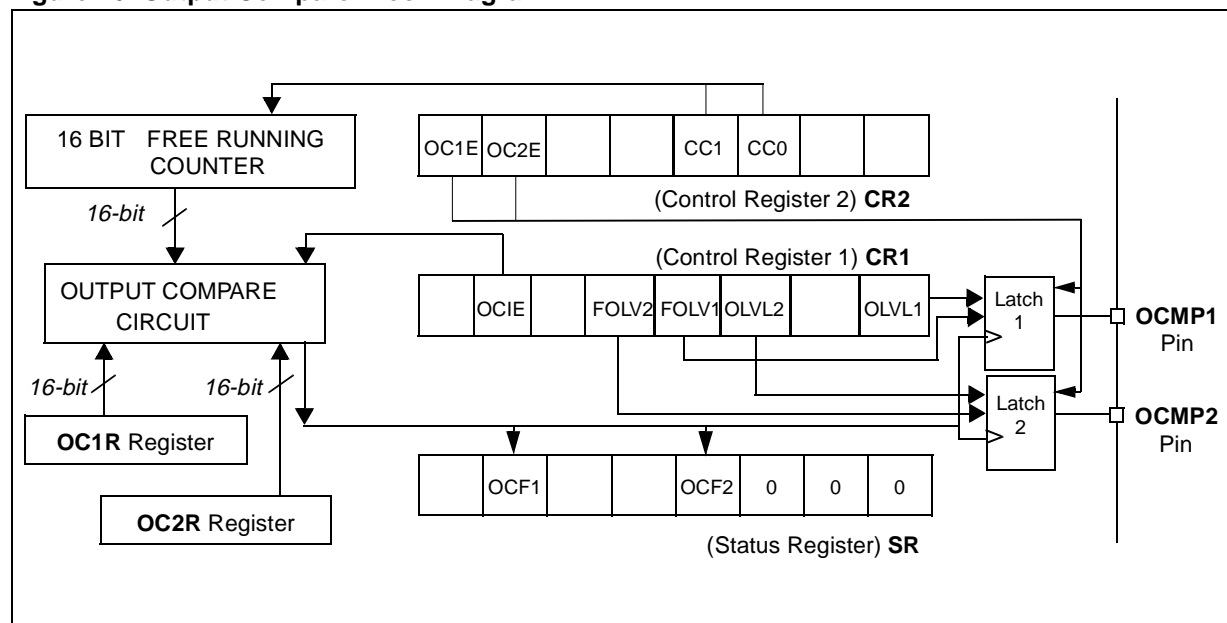 16 BIT FREE RUNNING
COUNTER
OC1E OC2E CC1 CC0
(Control Register 2) CR2
16-bit
(Control Register 1) CR1
OUTPUT COMPARE
CIRCUIT
OCIE FOLV2 FOLV1 OLVL2 OLVL1
Latch
1
OCMP1
Pin
16-bit
16-bit
Latch
2
OCMP2
Pin
OC1R Register
OCF1 OCF2 0 0 0
OC2R Register
(Status Register) SR